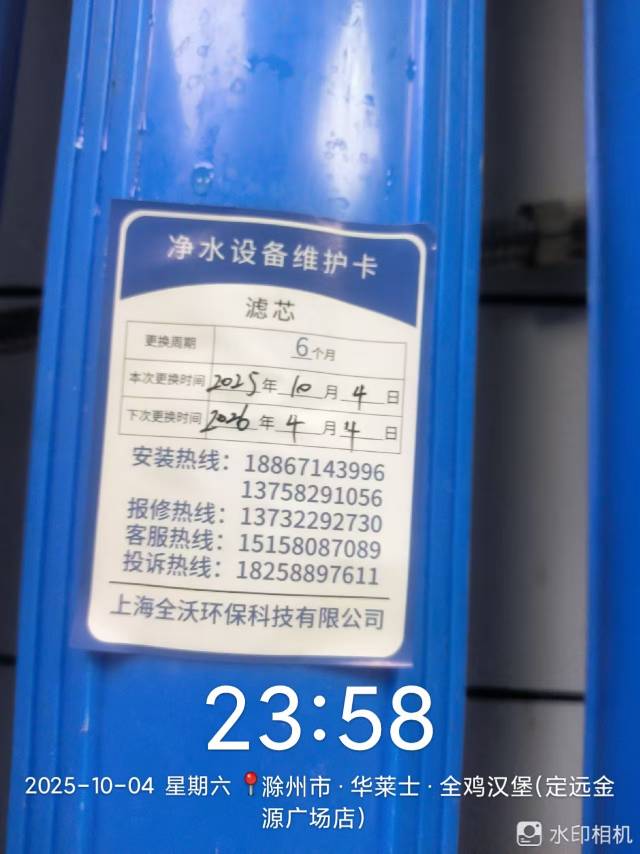 净水设备维护卡
滤芯
更换周期 6个月
本次更换时间 2025年10月4日
下次更换时间 2026年4月4日
安装热线：18867143996
13758291056
报修热线：13732292730
客服热线：15158087089
投诉热线：18258897611
上海全沃环保科技有限公司
23:58
2025-10-04 星期六 📍滁州市·华莱士·全鸡汉堡(定远金
源广场店)
水印相机